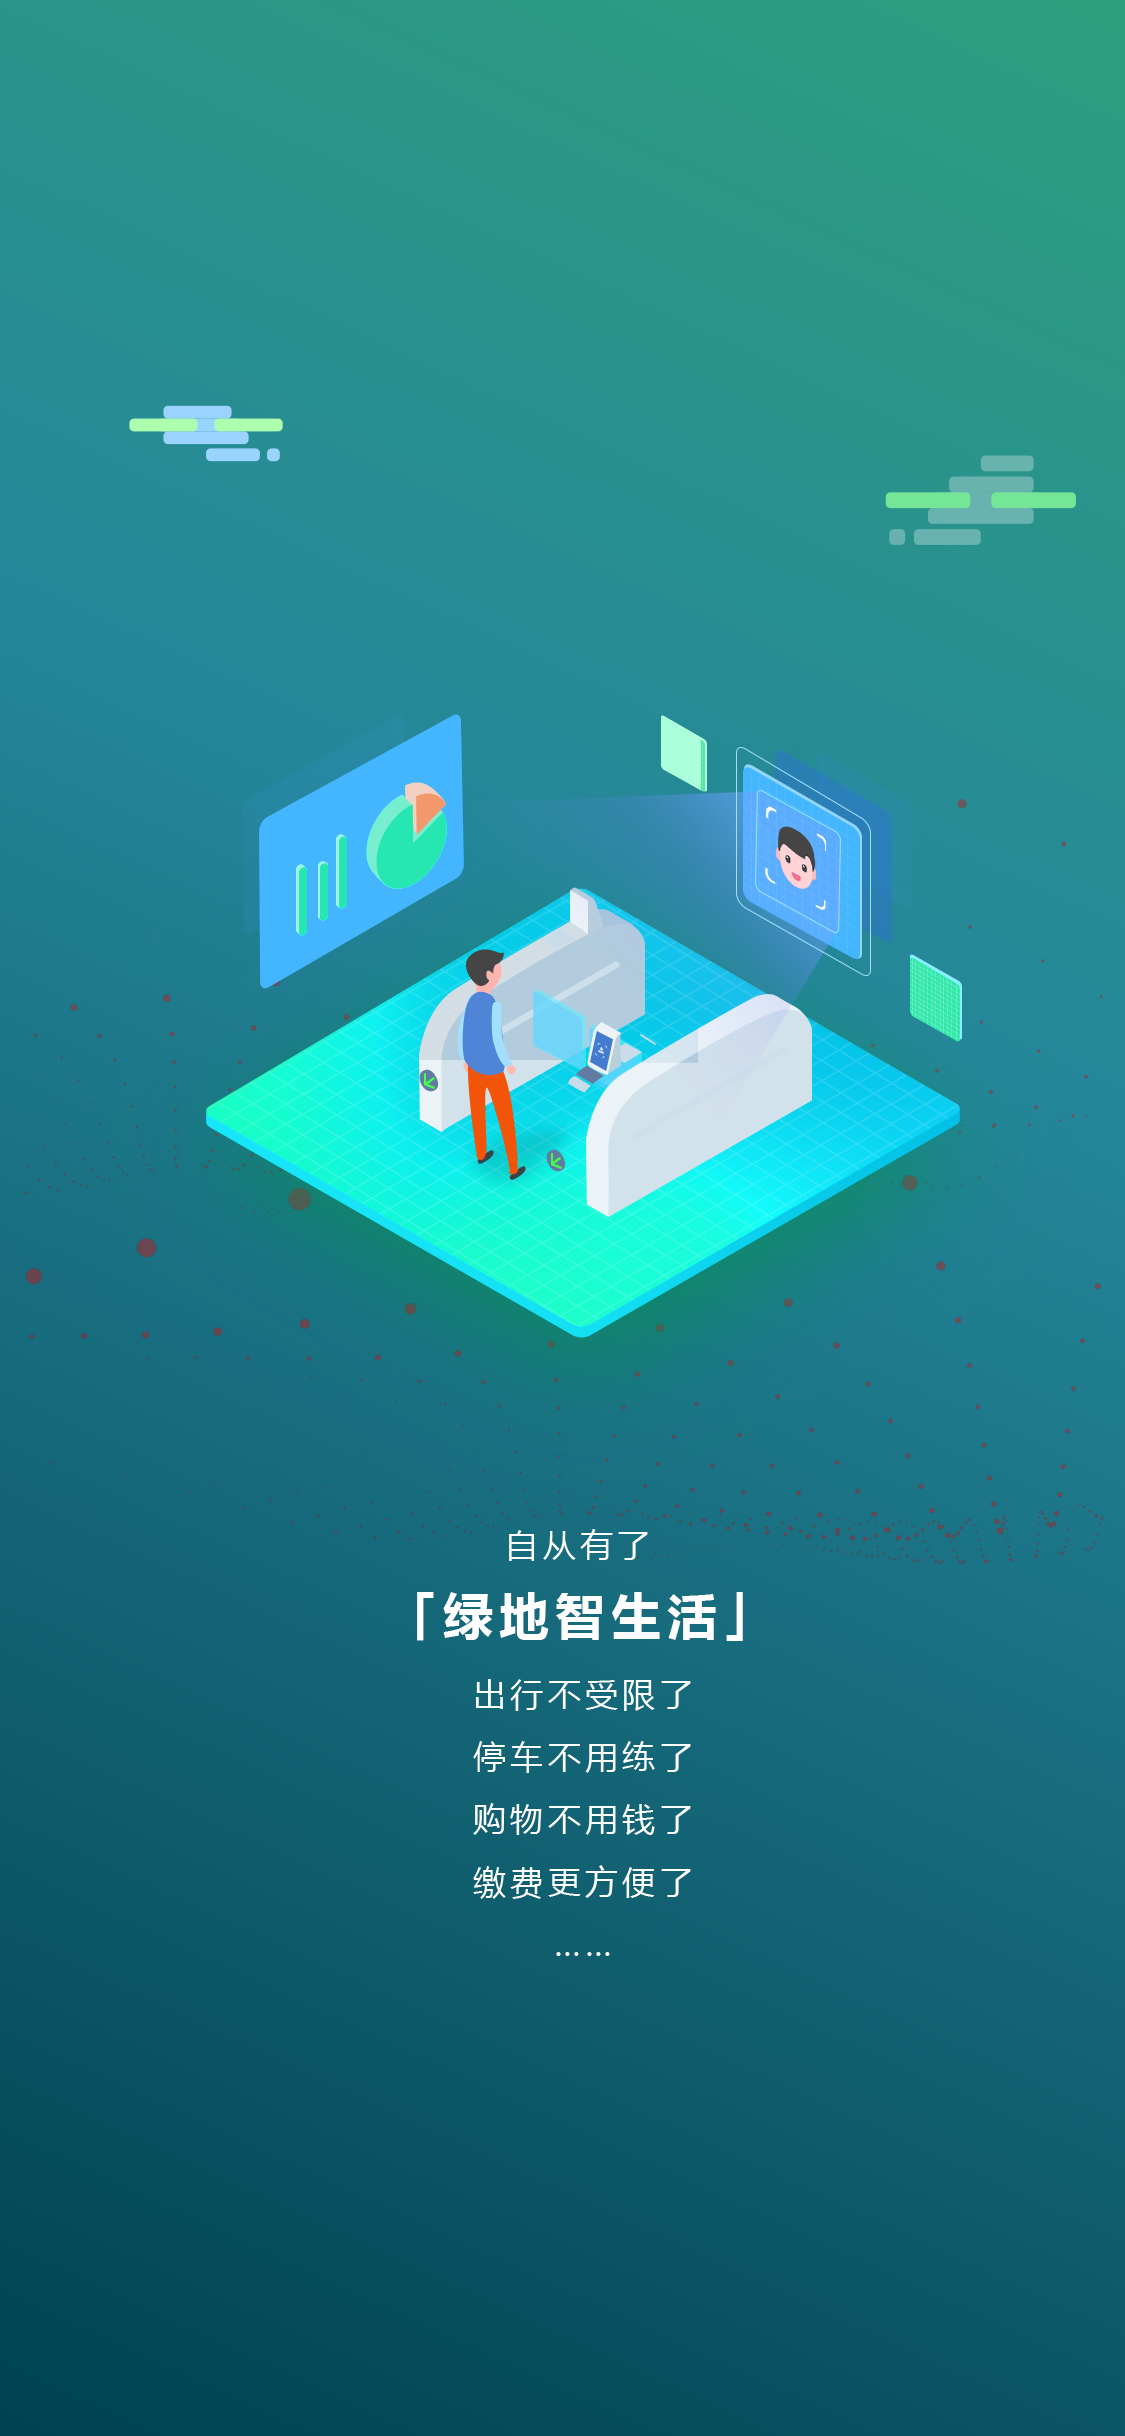 自从有了
「绿地智生活」
出行不受限了
停车不用练了
购物不用钱了
缴费更方便了
……